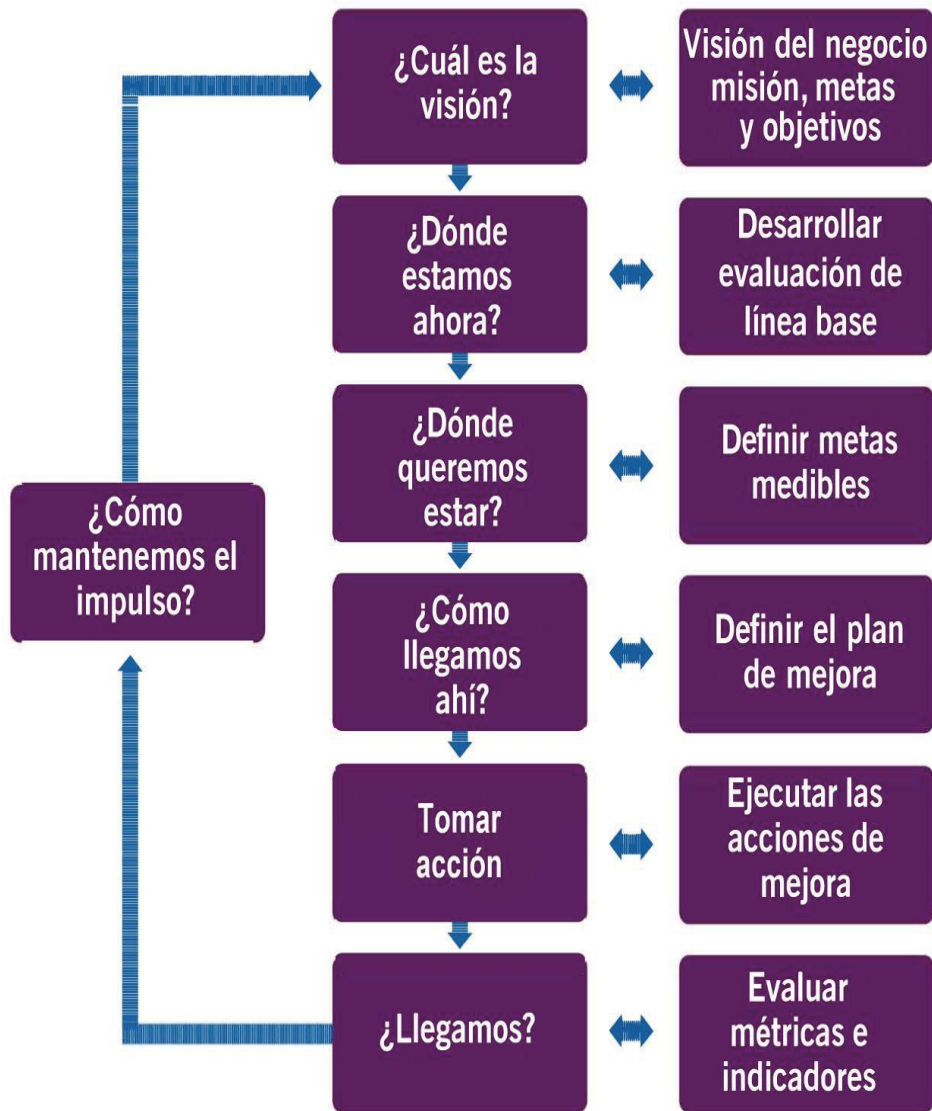 ¿Cuál es la
visión?
Visión del negocio
misión, metas
y objetivos
¿Dónde
estamos
ahora?
Desarrollar
evaluación de
línea base
¿Dónde
queremos
estar?
Definir metas
medibles
¿Cómo
mantenemos el
impulso?
¿Cómo
llegamos
ahí?
Definir el plan
de mejora
Tomar
acción
Ejecutar las
acciones de
mejora
¿Llegamos?
Evaluar
métricas e
indicadores